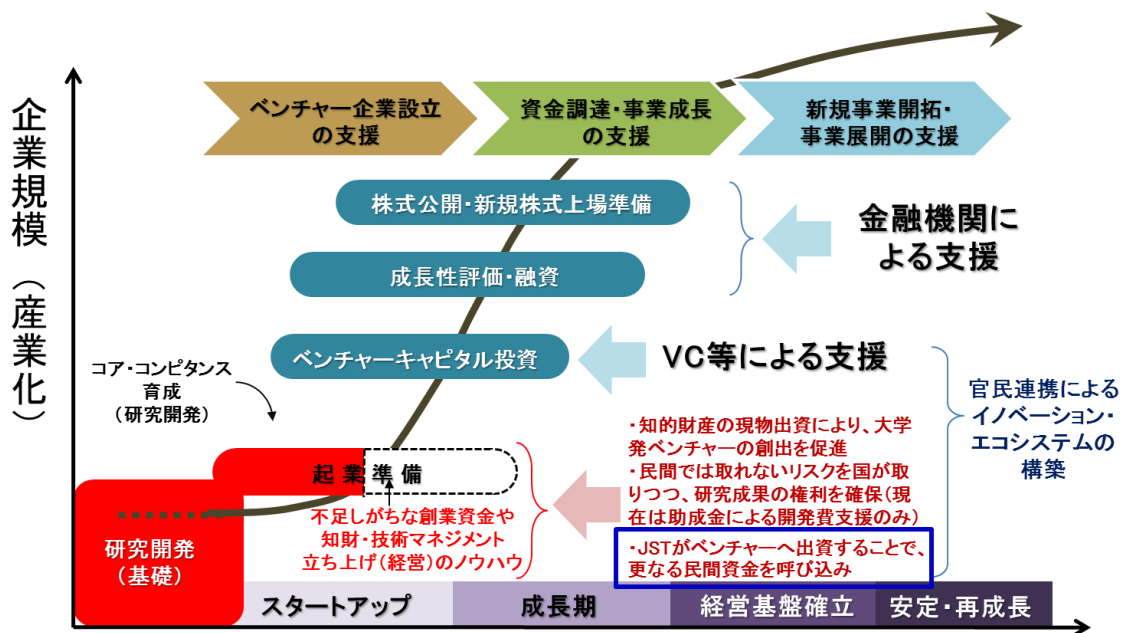 企業規模（産業化）
ベンチャー企業設立
の支援
資金調達・事業成長
の支援
新規事業開拓・
事業展開の支援
株式公開・新規株式上場準備
成長性評価・融資
ベンチャーキャピタル投資
金融機関に
よる支援
VC等による支援
コア・コンピタンス
育成
（研究開発）
起業準備
不足しがちな創業資金や
知財・技術マネジメント
立ち上げ（経営）のノウハウ
研究開発
（基礎）
・知的財産の現物出資により、大学
発ベンチャーの創出を促進
・民間では取れないリスクを国が取
りつつ、研究成果の権利を確保（現
在は助成金による開発費支援のみ）
・JSTがベンチャーへ出資することで、
更なる民間資金を呼び込み
官民連携による
イノベーション・
エコシステムの
構築
スタートアップ
成長期
経営基盤確立
安定・再成長